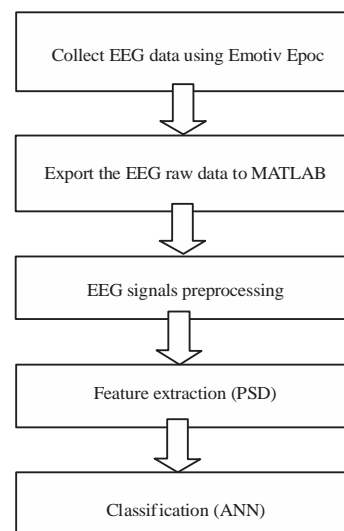 Collect EEG data using Emotiv Epoc
Export the EEG raw data to MATLAB
EEG signals preprocessing
Feature extraction (PSD)
Classification (ANN)